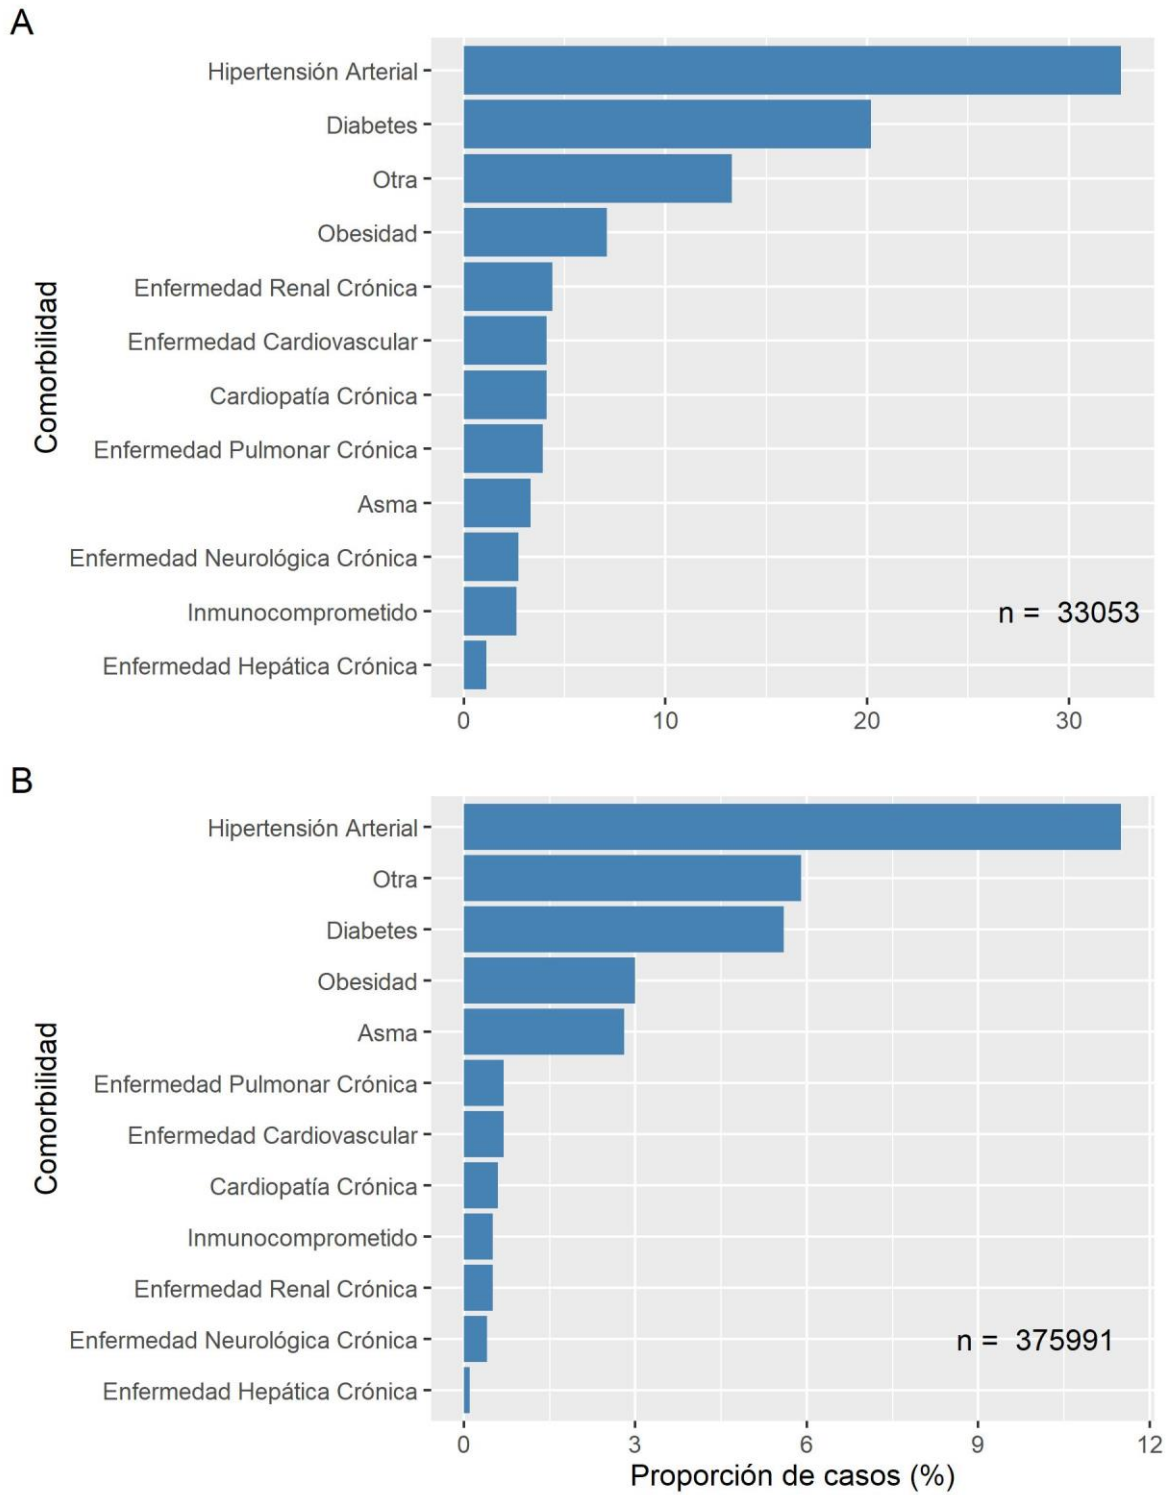 A
Hipertensión Arterial
Diabetes
Otra
Obesidad
Enfermedad Renal Crónica
Enfermedad Cardiovascular
Cardiopatía Crónica
Enfermedad Pulmonar Crónica
Asma
Enfermedad Neurológica Crónica
Inmunocomprometido
Enfermedad Hepática Crónica
Comorbilidad
n = 33053
0 10 20 30
B
Hipertensión Arterial
Otra
Diabetes
Obesidad
Asma
Enfermedad Pulmonar Crónica
Enfermedad Cardiovascular
Cardiopatía Crónica
Inmunocomprometido
Enfermedad Renal Crónica
Enfermedad Neurológica Crónica
Enfermedad Hepática Crónica
Comorbilidad
n = 375991
0 3 6 9 12
Proporción de casos (%)